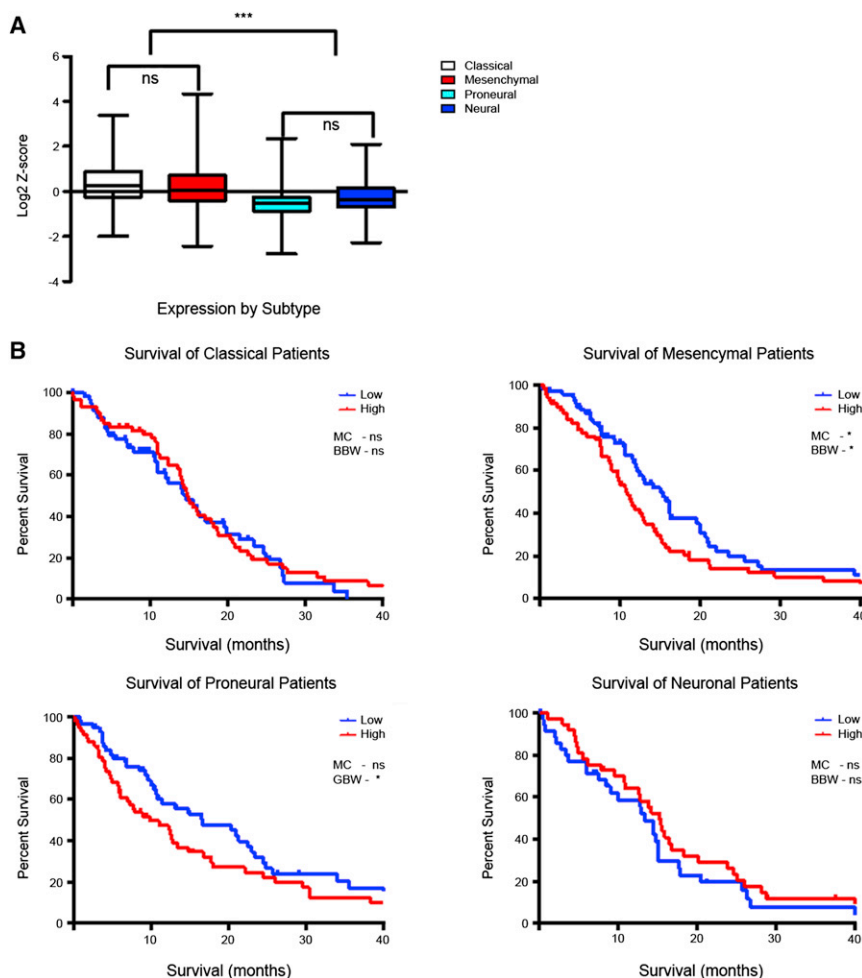 A
***
ns
ns
Classical
Mesenchymal
Proneural
Neural
6
4
2
0
-2
-4
Log2 Z-score
Expression by Subtype
B
Survival of Classical Patients
100
80
60
40
20
0
10
20
30
40
Percent Survival
Survival (months)
Low
High
MC - ns
BBW - ns
Survival of Mesencymal Patients
100
80
60
40
20
0
0
10
20
30
40
Percent Survival
Survival (months)
Low
High
MC - *
BBW - *
Survival of Proneural Patients
100
80
60
40
20
0
0
10
20
30
40
Percent Survival
Survival (months)
Low
High
MC - ns
GBW - *
Survival of Neuronal Patients
100
80
60
40
20
0
0
10
20
30
40
Percent Survival
Survival (months)
Low
High
MC - ns
BBW - ns